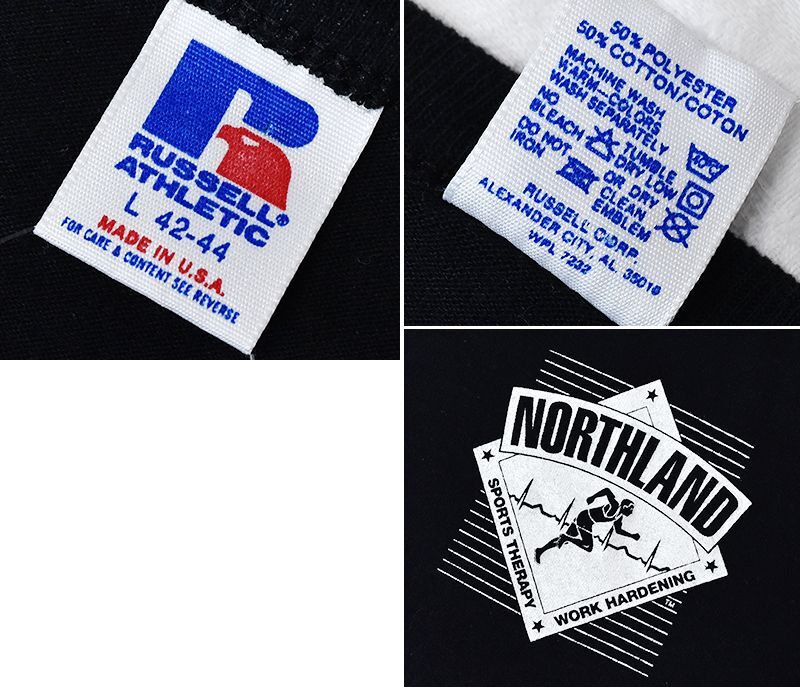 RUSSELL®
ATHLETIC
L 42-44
MADE IN U.S.A.
FOR CARE & CONTENT SEE REVERSE
50% POLYESTER
50% COTTON/COTON
MACHINE WASH
WARM-COLORS
WASH SEPARATELY
NO
BLEACH TUMBLE
DO NOT DRY LOW
IRON OR DRY
CLEAN
EMBLEM
RUSSELL CORP.
ALEXANDER CITY, AL 35010
WPL 7232
NORTHLAND
SPORTS THERAPY
WORK HARDENING
TM